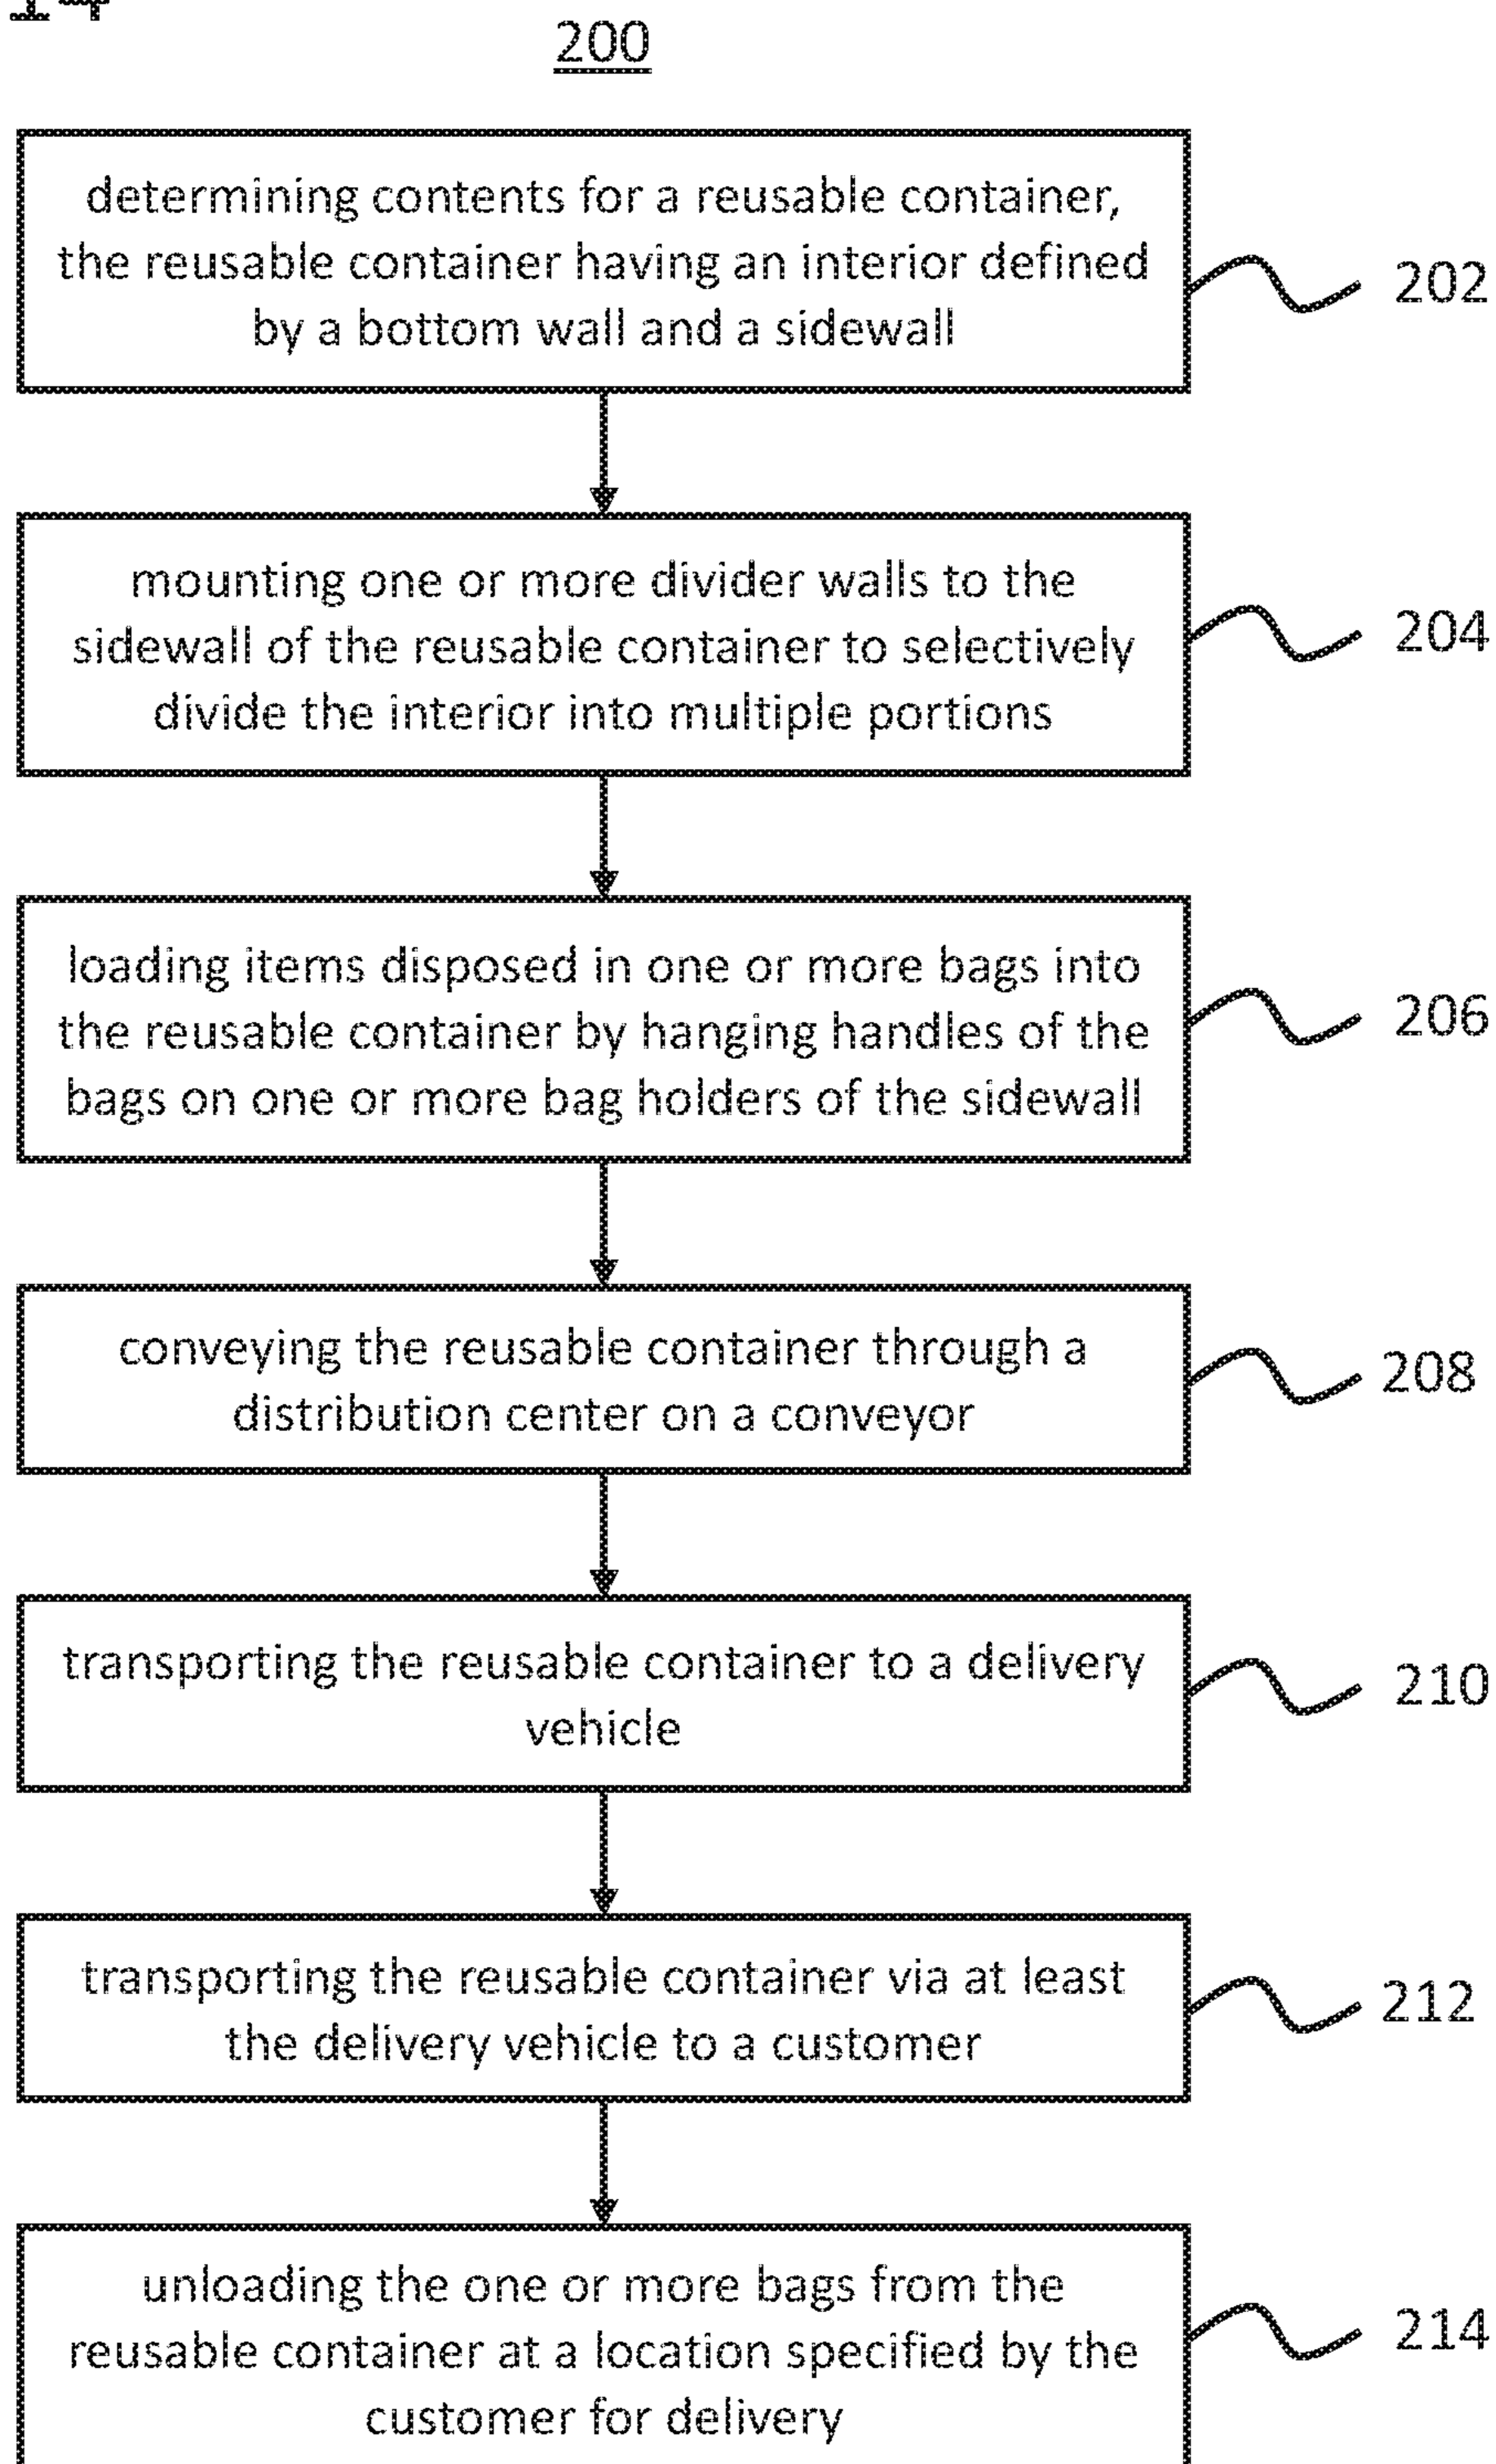 200
determining contents for a reusable container,
the reusable container having an interior defined
by a bottom wall and a sidewall
202
mounting one or more divider walls to the
sidewall of the reusable container to selectively
divide the interior into multiple portions
204
loading items disposed in one or more bags into
the reusable container by hanging handles of the
bags on one or more bag holders of the sidewall
206
conveying the reusable container through a
distribution center on a conveyor
208
transporting the reusable container to a delivery
vehicle
210
transporting the reusable container via at least
the delivery vehicle to a customer
212
unloading the one or more bags from the
reusable container at a location specified by the
customer for delivery
214